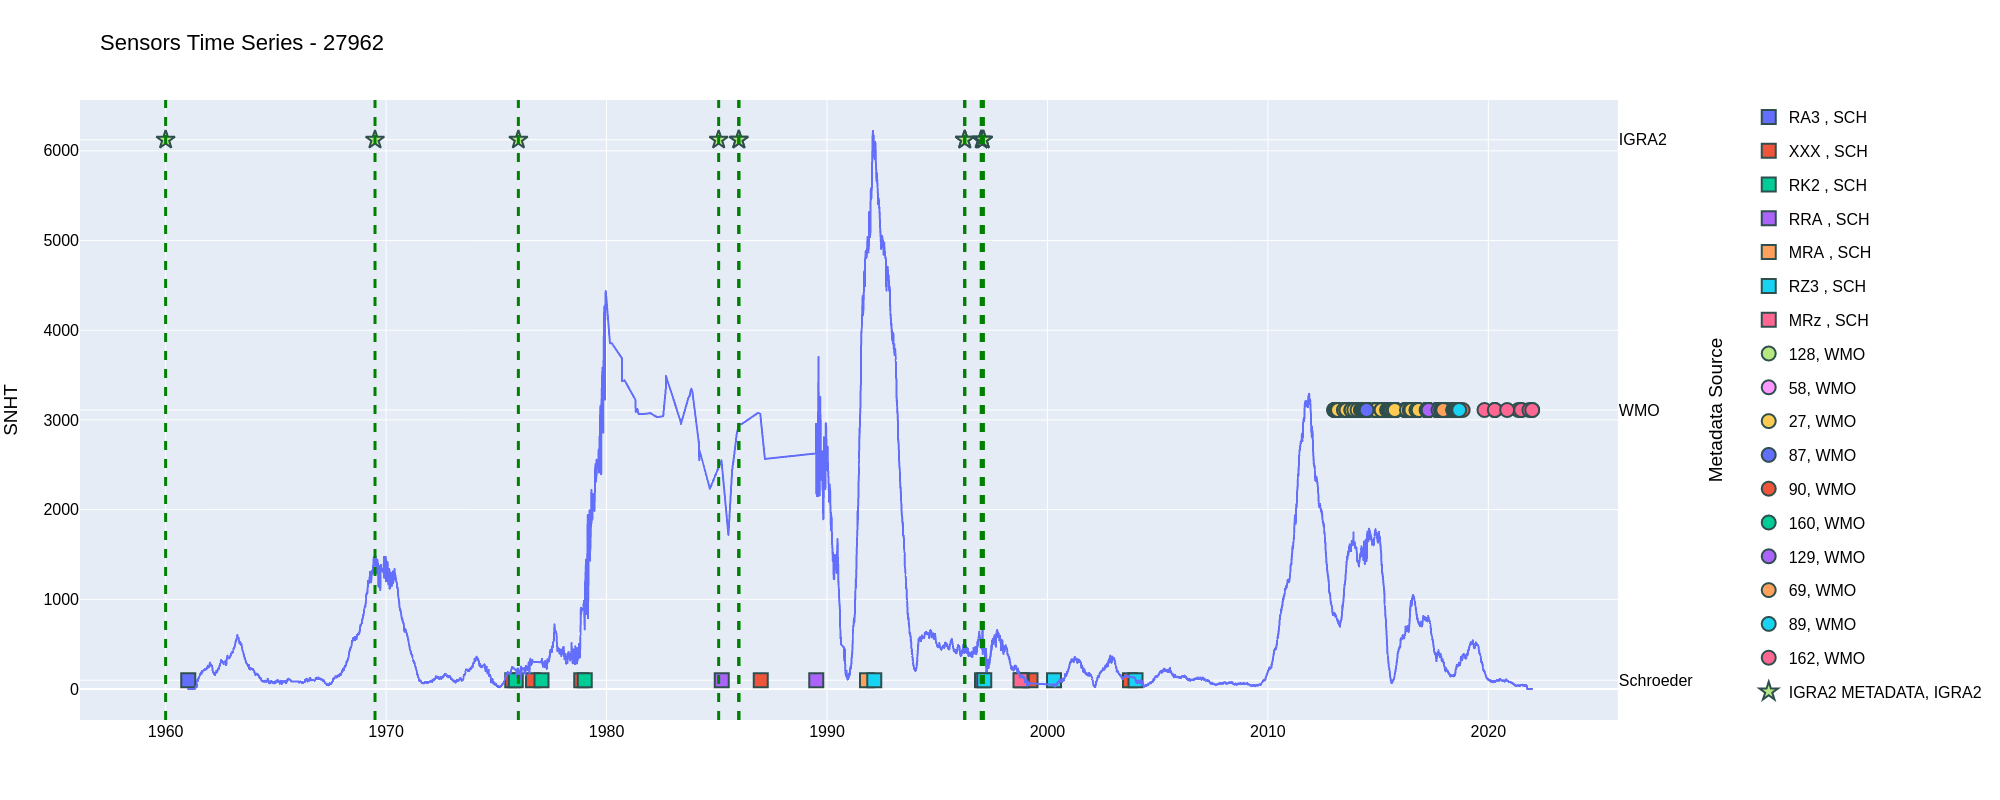 Sensors Time Series - 27962
SNHT
6000
5000
4000
3000
2000
1000
0
1960
1970
1980
1990
2000
2010
2020
IGRA2
WMO
Schroeder
Metadata Source
RA3 , SCH
XXX , SCH
RK2 , SCH
RRA , SCH
MRA , SCH
RZ3 , SCH
MRz , SCH
128, WMO
58, WMO
27, WMO
87, WMO
90, WMO
160, WMO
129, WMO
69, WMO
89, WMO
162, WMO
IGRA2 METADATA, IGRA2